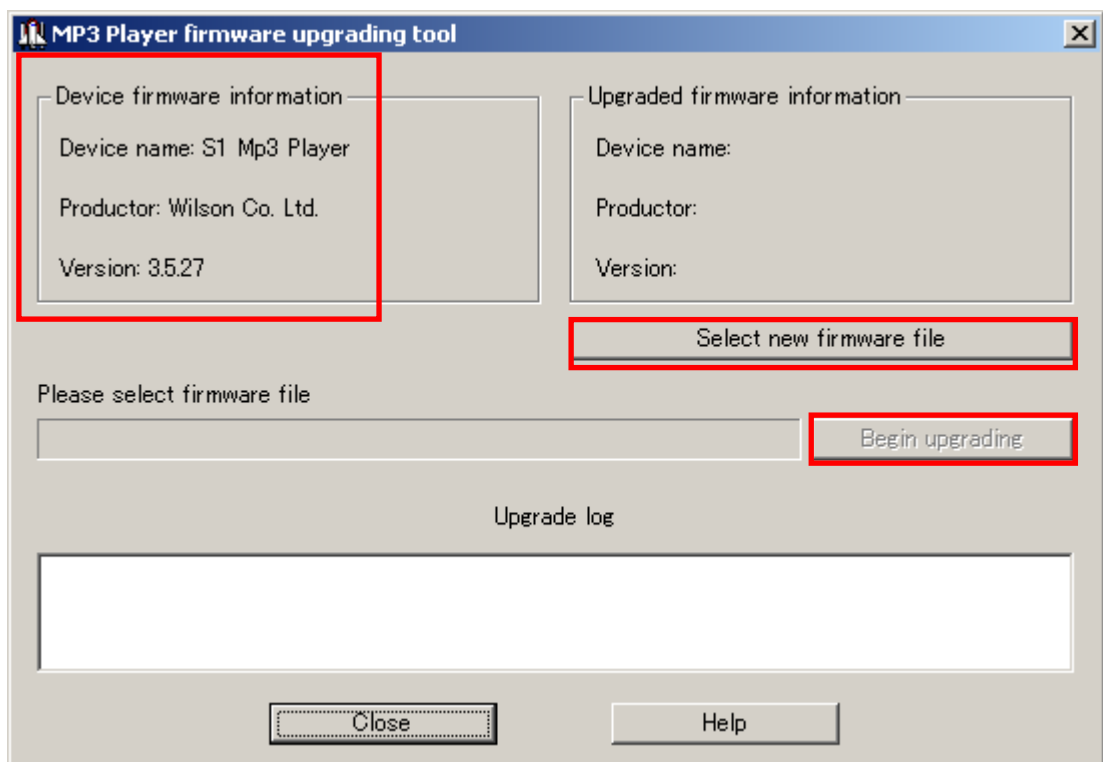 MP3 Player firmware upgrading tool
Device firmware information
Device name: S1 Mp3 Player
Productor: Wilson Co. Ltd.
Version: 3.5.27
Upgraded firmware information
Device name:
Productor:
Version:
Select new firmware file
Please select firmware file
Begin upgrading
Upgrade log
Close
Help